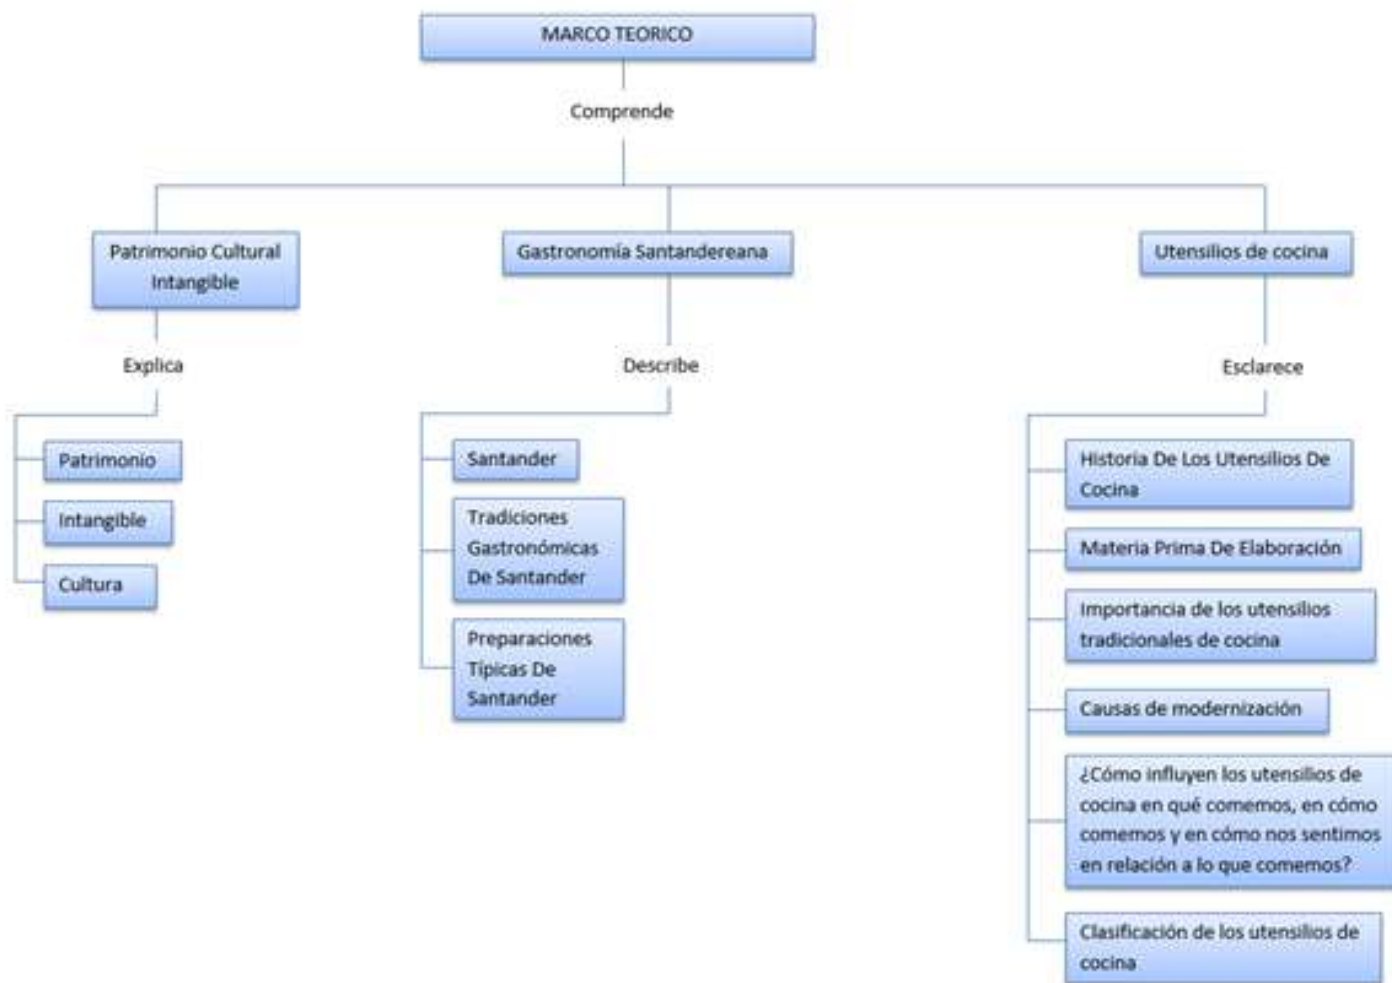 MARCO TEORICO
Comprende
Patrimonio Cultural
Intangible
Explica
Patrimonio
Intangible
Cultura
Gastronomía Santandereana
Describe
Santander
Tradiciones
Gastronómicas
De Santander
Preparaciones
Típicas De
Santander
Utensilios de cocina
Esclarece
Historia De Los Utensilios De
Cocina
Materia Prima De Elaboración
Importancia de los utensilios
tradicionales de cocina
Causas de modernización
¿Cómo influyen los utensilios de
cocina en qué comemos, en cómo
comemos y en cómo nos sentimos
en relación a lo que comemos?
Clasificación de los utensilios de
cocina